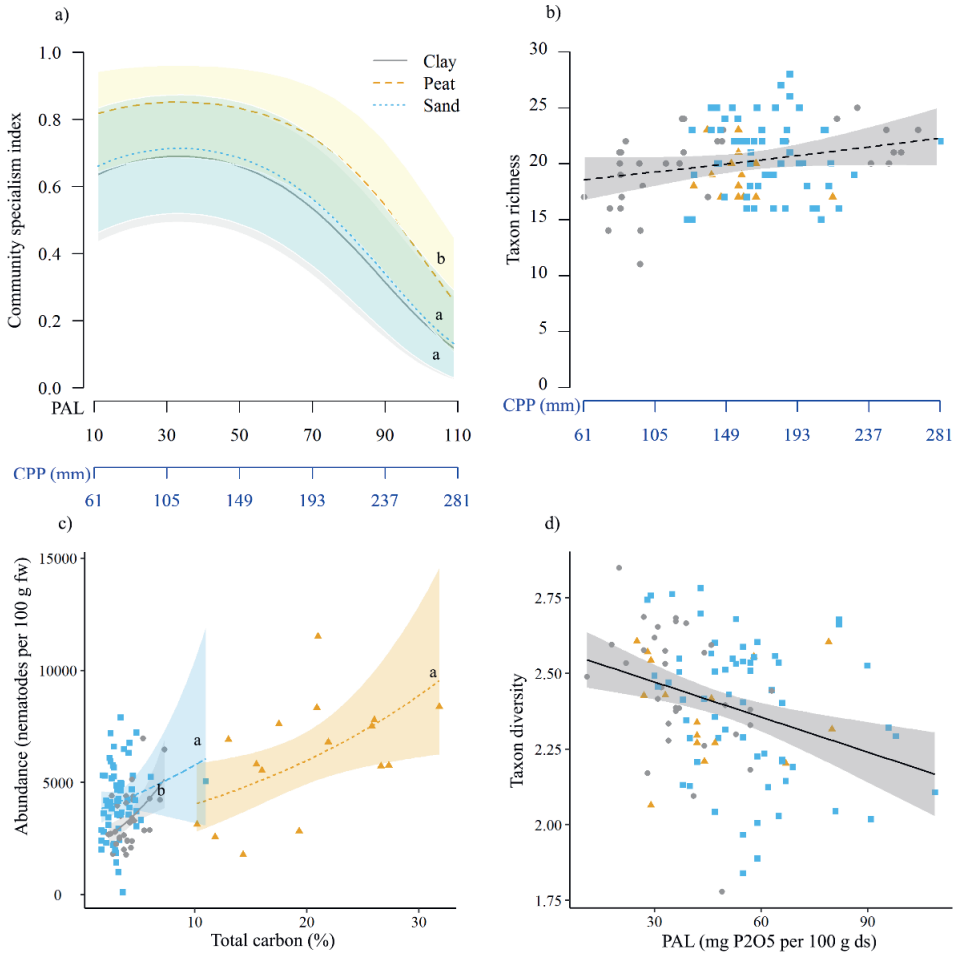 a)
Community specialism index
1.0
0.8
0.6
0.4
0.2
0.0
Clay
Peat
Sand
b
a
a
PAL
10 30 50 70 90 110
CPP (mm)
61 105 149 193 237 281
b)
Taxon richness
30
25
20
15
10
5
0
CPP (mm)
61 105 149 193 237 281
c)
Abundance (nematodes per 100 g fw)
15000
10000
5000
0
a
b
a
10 20 30
Total carbon (%)
d)
Taxon diversity
2.75
2.50
2.25
2.00
1.75
30 60 90
PAL (mg P2O5 per 100 g ds)